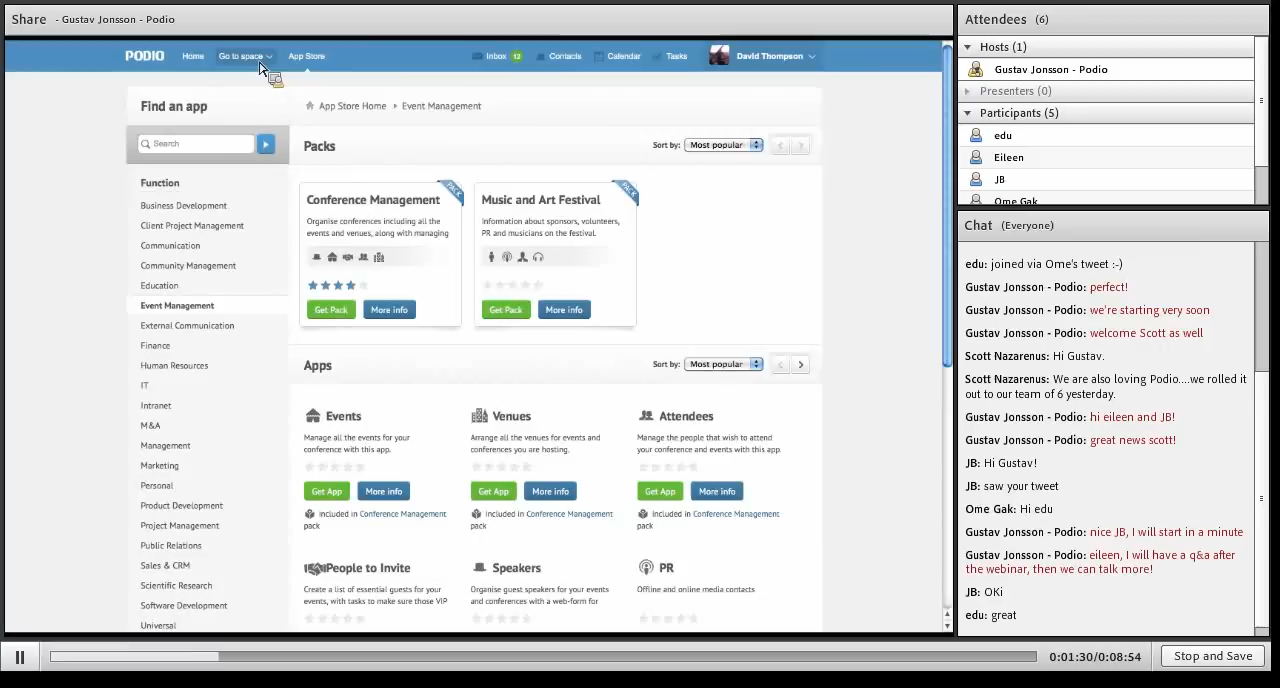 Share - Gustav Jonsson - Podio
PODIO Home Go to space App Store Inbox 12 Contacts Calendar Tasks David Thompson
Find an app
Search
Function
Business Development
Client Project Management
Communication
Community Management
Education
Event Management
External Communication
Finance
Human Resources
IT
Intranet
M&A
Management
Marketing
Personal
Product Development
Project Management
Public Relations
Sales & CRM
Scientific Research
Software Development
Universal
App Store Home Event Management
Packs Sort by: Most popular
Conference Management
PACK
Organise conferences including all the
events and venues, along with managing
Get Pack More info
Music and Art Festival
PACK
Information about sponsors, volunteers,
PR and musicians on the festival.
Get Pack More info
Apps Sort by: Most popular
Events
Manage all the events for your
conference with this app.
Get App More info
included in Conference Management
pack
Venues
Arrange all the venues for events and
conferences you are hosting.
Get App More info
included in Conference Management
pack
Attendees
Manage the people that wish to attend
your conference and events with this app.
Get App More info
included in Conference Management
pack
People to Invite
Create a list of essential guests for your
events, with tasks to make sure those VIP
Speakers
Organise guest speakers for your events
and conferences with a web-form for
PR
Offline and online media contacts
Attendees (6)
Hosts (1)
Gustav Jonsson - Podio
Presenters (0)
Participants (5)
edu
Eileen
JB
Ome Gak
Chat (Everyone)
edu: joined via Ome's tweet :-)
Gustav Jonsson - Podio: perfect!
Gustav Jonsson - Podio: we're starting very soon
Gustav Jonsson - Podio: welcome Scott as well
Scott Nazarenus: Hi Gustav.
Scott Nazarenus: We are also loving Podio....we rolled it
out to our team of 6 yesterday.
Gustav Jonsson - Podio: hi eileen and JB!
Gustav Jonsson - Podio: great news scott!
JB: Hi Gustav!
JB: saw your tweet
Ome Gak: Hi edu
Gustav Jonsson - Podio: nice JB, I will start in a minute
Gustav Jonsson - Podio: eileen, I will have a q&a after
the webinar, then we can talk more!
JB: OKi
edu: great
0:01:30/0:08:54 Stop and Save